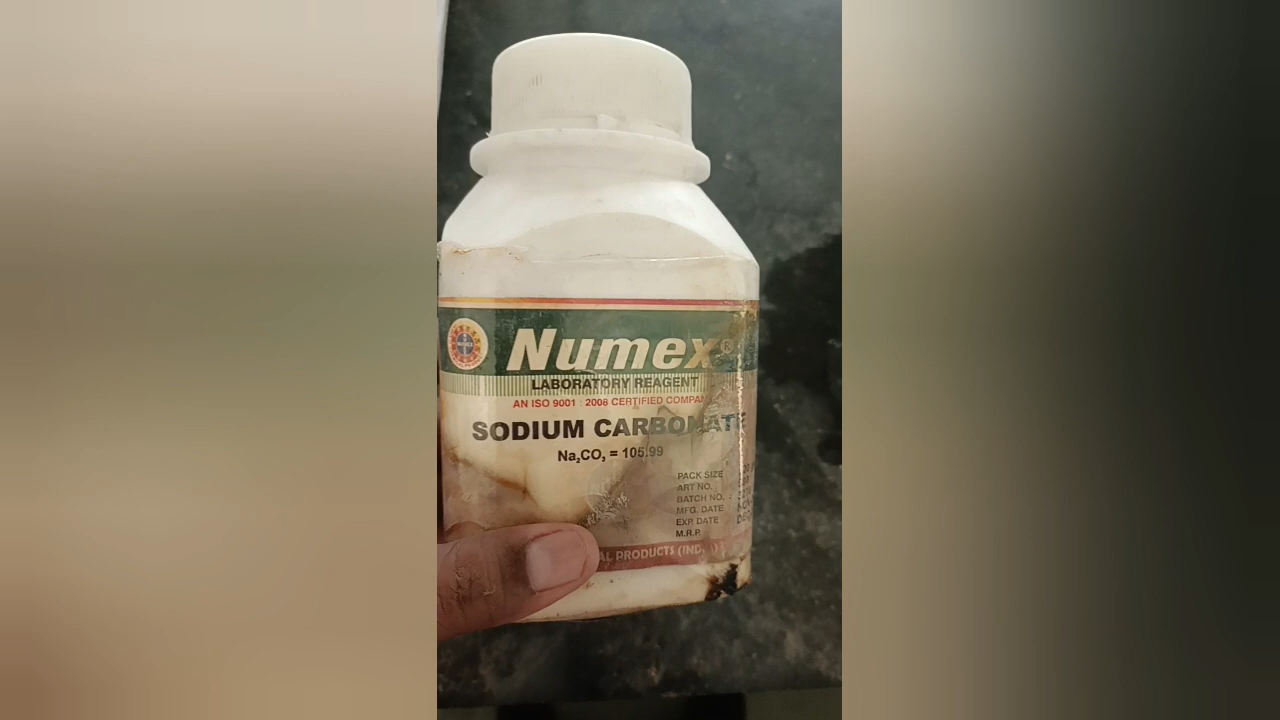 Numex®
LABORATORY REAGENT
AN ISO 9001 : 2008 CERTIFIED COMPANY
SODIUM CARBONATE
Na₂CO₃ = 105.99
PACK SIZE
ART NO.
BATCH NO. :
MFG. DATE
EXP. DATE
M.R.P.
AL PRODUCTS (IND.